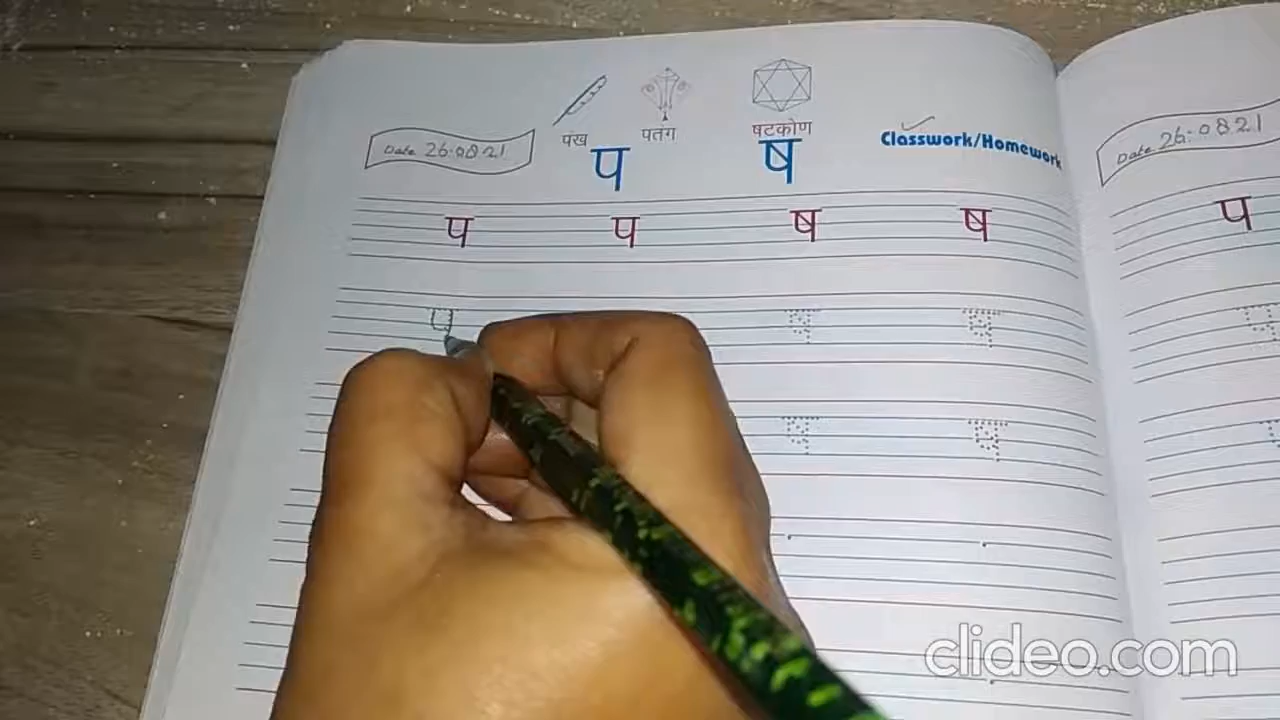 पंख पतंग षटकोण
Date 26.08.21 प ष Classwork/Homework
Date 26.08.21
प प ष ष
प
प ष ष
ष ष
clideo.com